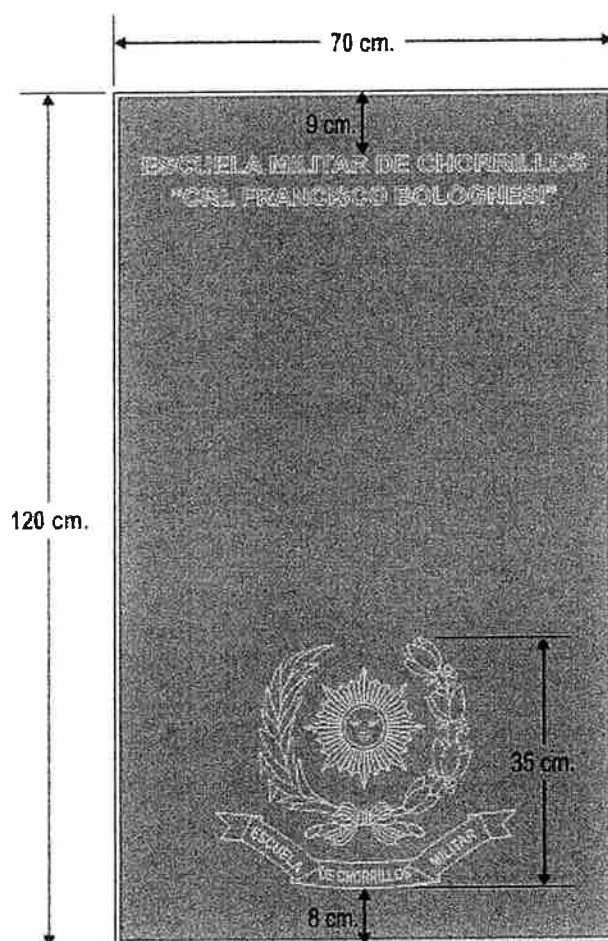 70 cm.
9 cm.
ESCUELA MILITAR DE CHORRILLOS
"CRL FRANCISCO BOLOGNESI"
120 cm.
35 cm.
ESCUELA DE CHORRILLOS MILITAR
8 cm.